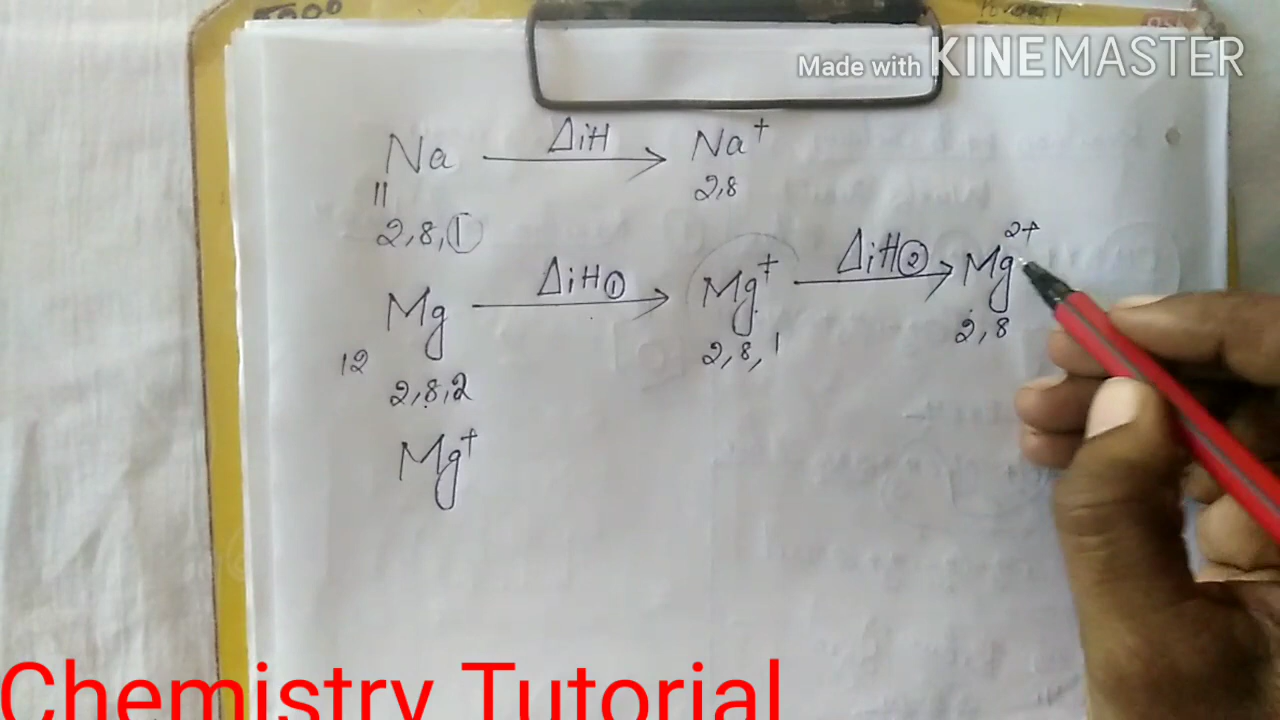 Made with KINEMASTER
Na ΔiH Na⁺
11 2,8
2,8,1
Mg ΔiH① Mg⁺ ΔiH② Mg²⁺
12 2,8,1 2,8
2,8,2
Mg⁺
Chemistry Tutorial